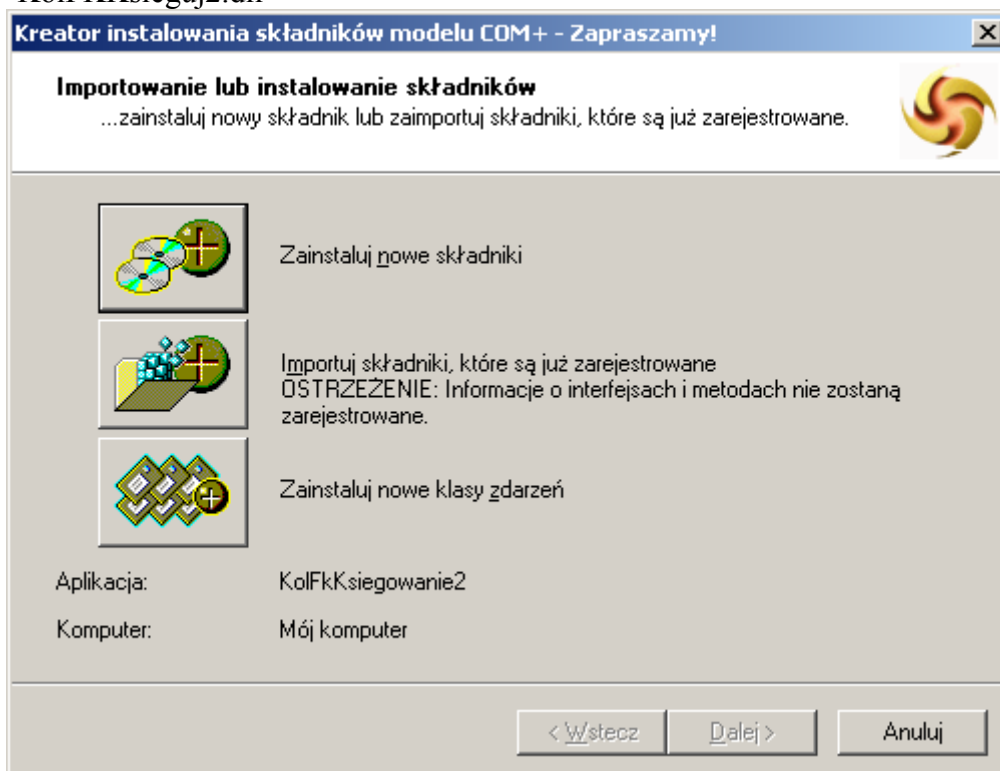 Kreator instalowania składników modelu COM+ - Zapraszamy!
Importowanie lub instalowanie składników
...zainstaluj nowy składnik lub zaimportuj składniki, które są już zarejestrowane.
Zainstaluj nowe składniki
Importuj składniki, które są już zarejestrowane
OSTRZEŻENIE: Informacje o interfejsach i metodach nie zostaną
zarejestrowane.
Zainstaluj nowe klasy zdarzeń
Aplikacja: KolFkKsiegowanie2
Komputer: Mój komputer
< Wstecz Dalej > Anuluj